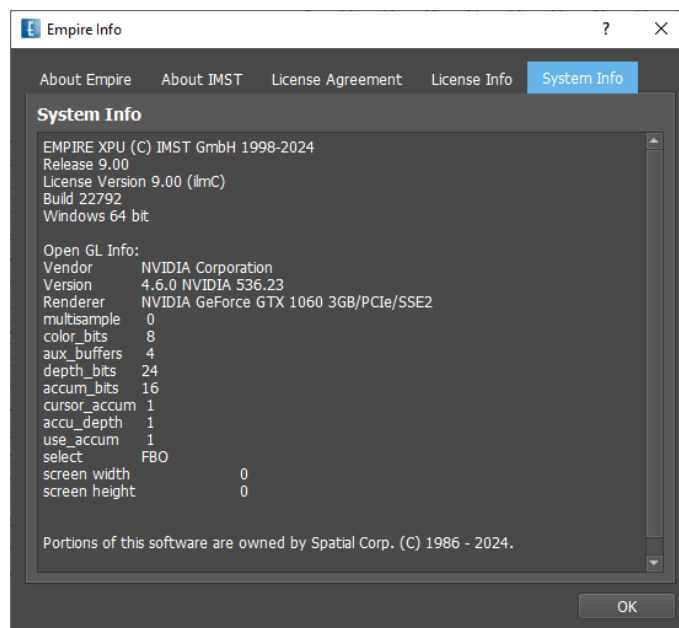 Empire Info
?
About Empire About IMST License Agreement License Info System Info
System Info
EMPIRE XPU (C) IMST GmbH 1998-2024
Release 9.00
License Version 9.00 (ilmC)
Build 22792
Windows 64 bit
Open GL Info:
Vendor NVIDIA Corporation
Version 4.6.0 NVIDIA 536.23
Renderer NVIDIA GeForce GTX 1060 3GB/PCIe/SSE2
multisample 0
color_bits 8
aux_buffers 4
depth_bits 24
accum_bits 16
cursor_accum 1
accu_depth 1
use_accum 1
select FBO
screen width 0
screen height 0
Portions of this software are owned by Spatial Corp. (C) 1986 - 2024.
OK